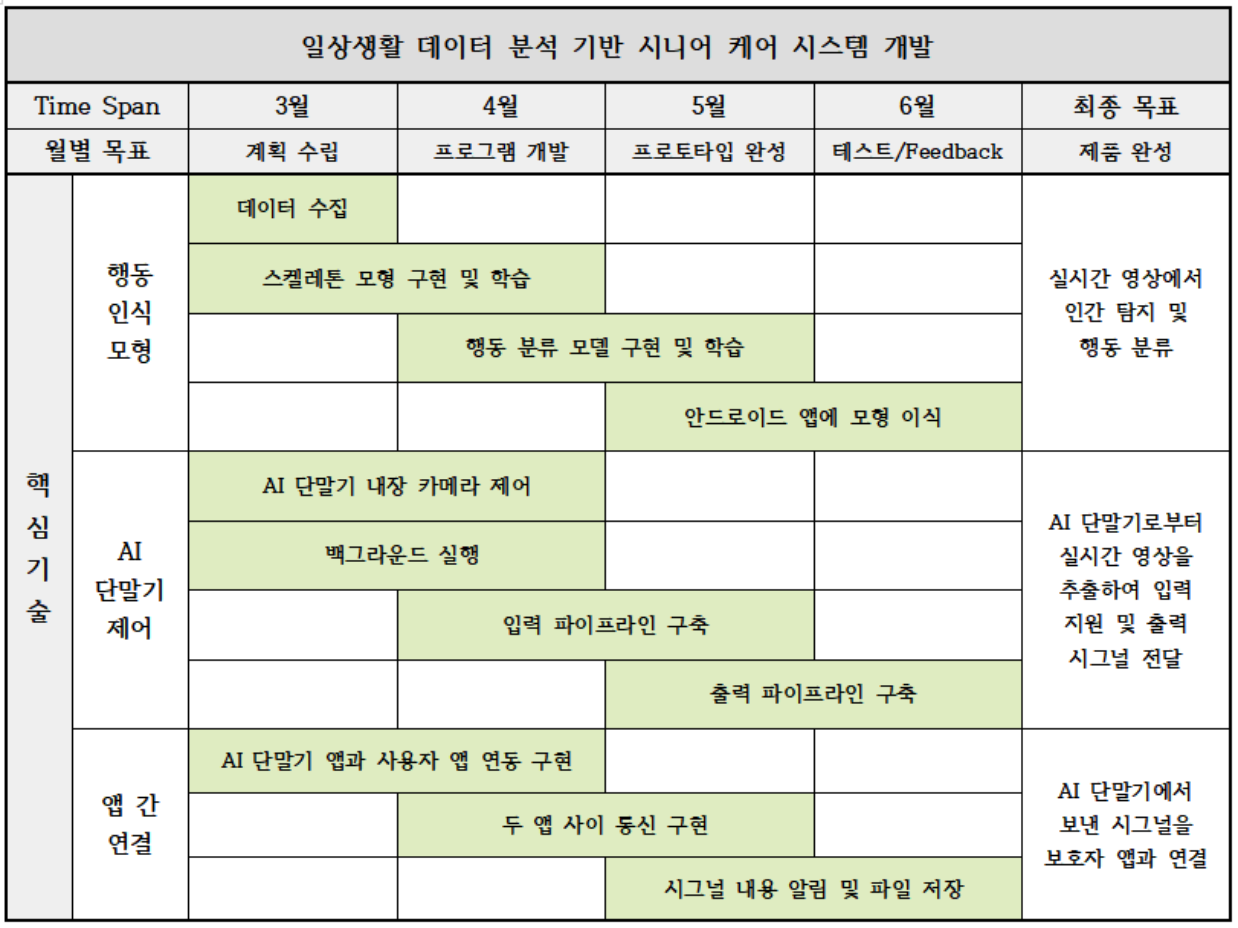 일상생활 데이터 분석 기반 시니어 케어 시스템 개발
Time Span 3월 4월 5월 6월 최종 목표
월별 목표 계획 수립 프로그램 개발 프로토타입 완성 테스트/Feedback 제품 완성
핵
심
기
술
행동
인식
모형
데이터 수집
스켈레톤 모형 구현 및 학습
행동 분류 모델 구현 및 학습
안드로이드 앱에 모형 이식
실시간 영상에서
인간 탐지 및
행동 분류
AI
단말기
제어
AI 단말기 내장 카메라 제어
백그라운드 실행
입력 파이프라인 구축
출력 파이프라인 구축
AI 단말기로부터
실시간 영상을
추출하여 입력
지원 및 출력
시그널 전달
앱 간
연결
AI 단말기 앱과 사용자 앱 연동 구현
두 앱 사이 통신 구현
시그널 내용 알림 및 파일 저장
AI 단말기에서
보낸 시그널을
보호자 앱과 연결